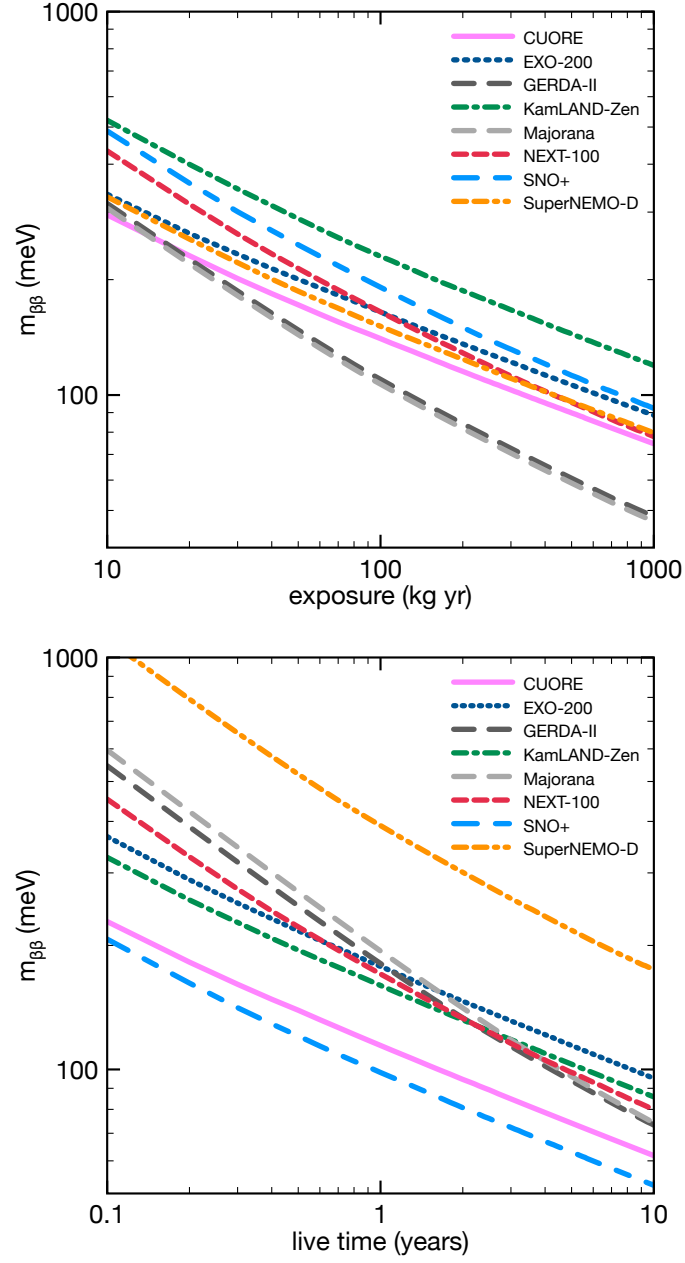 1000
CUORE
EXO-200
GERDA-II
KamLAND-Zen
Majorana
NEXT-100
SNO+
SuperNEMO-D
mββ (meV)
100
10 100 1000
exposure (kg yr)
1000
CUORE
EXO-200
GERDA-II
KamLAND-Zen
Majorana
NEXT-100
SNO+
SuperNEMO-D
mββ (meV)
100
0.1 1 10
live time (years)